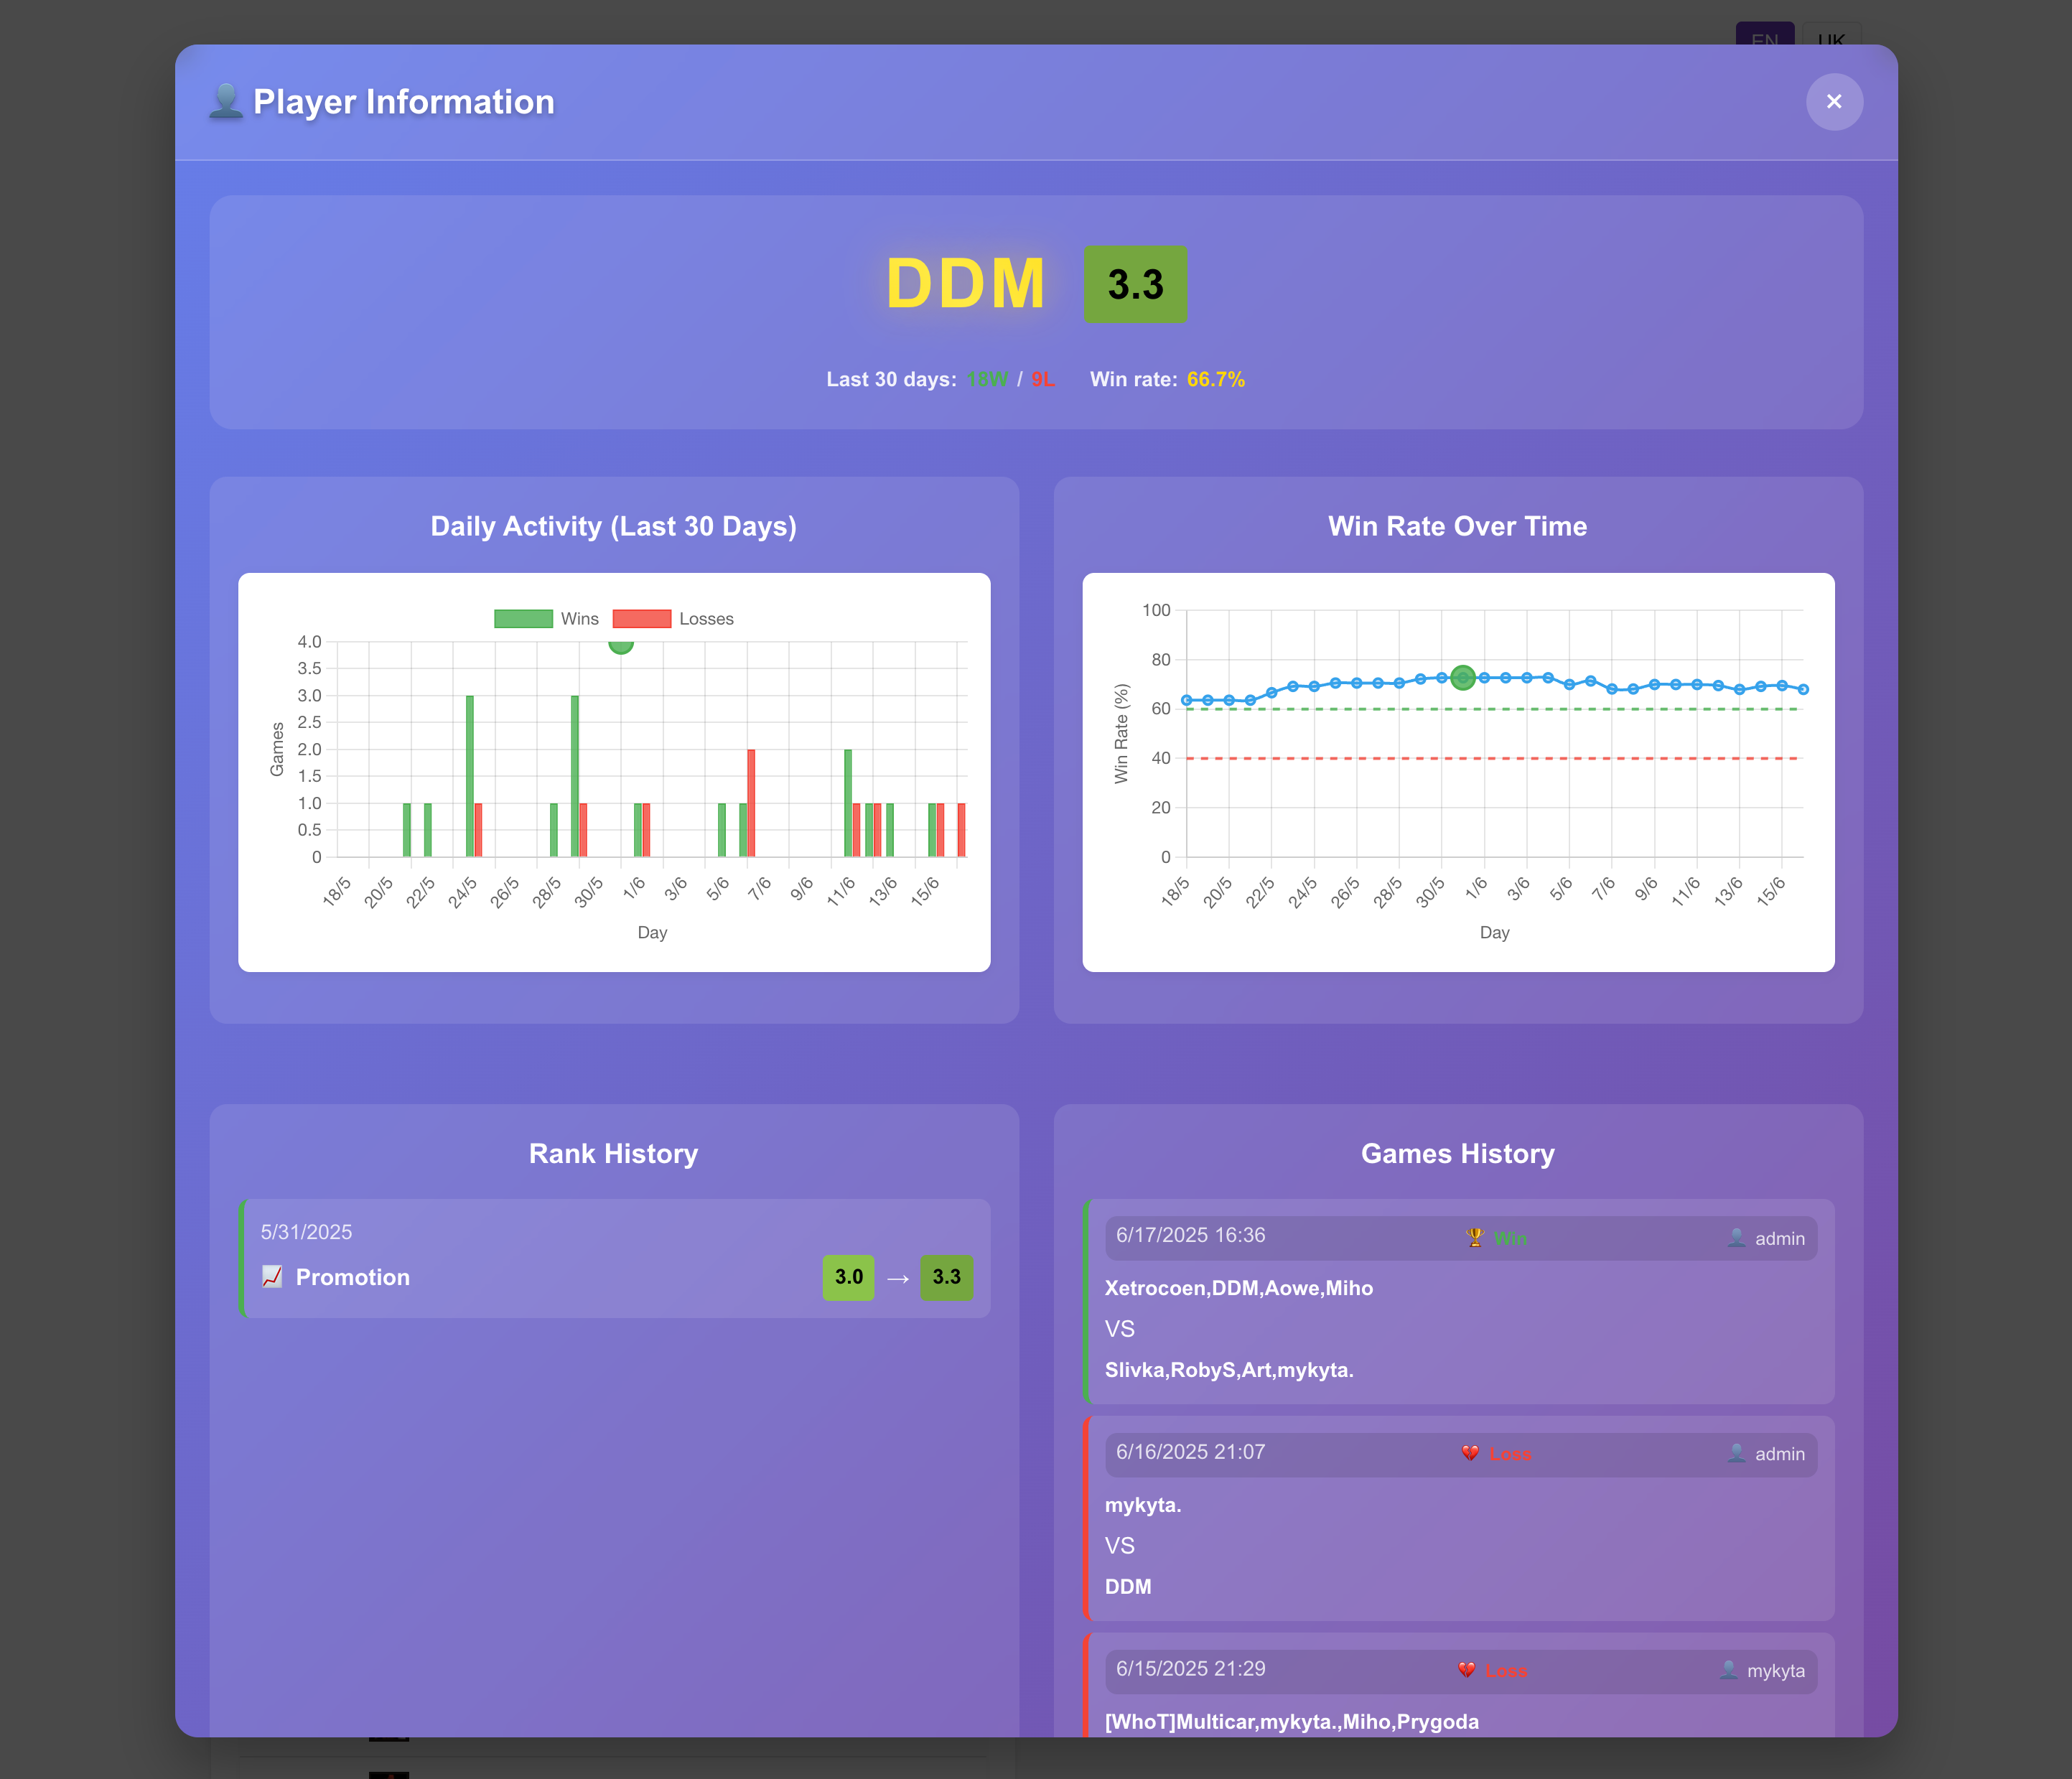 EN UK
Player Information ×
DDM 3.3
Last 30 days: 18W / 9L Win rate: 66.7%
Daily Activity (Last 30 Days)
Wins Losses
4.0
3.5
3.0
2.5
2.0
1.5
1.0
0.5
0
Games
18/5 20/5 22/5 24/5 26/5 28/5 30/5 1/6 3/6 5/6 7/6 9/6 11/6 13/6 15/6
Day
Win Rate Over Time
100
80
60
40
20
0
Win Rate (%)
18/5 20/5 22/5 24/5 26/5 28/5 30/5 1/6 3/6 5/6 7/6 9/6 11/6 13/6 15/6
Day
Rank History
5/31/2025
Promotion 3.0 → 3.3
Games History
6/17/2025 16:36 Win admin
Xetrocoen,DDM,Aowe,Miho
VS
Slivka,RobyS,Art,mykyta.
6/16/2025 21:07 Loss admin
mykyta.
VS
DDM
6/15/2025 21:29 Loss mykyta
[WhoT]Multicar,mykyta.,Miho,Prygoda